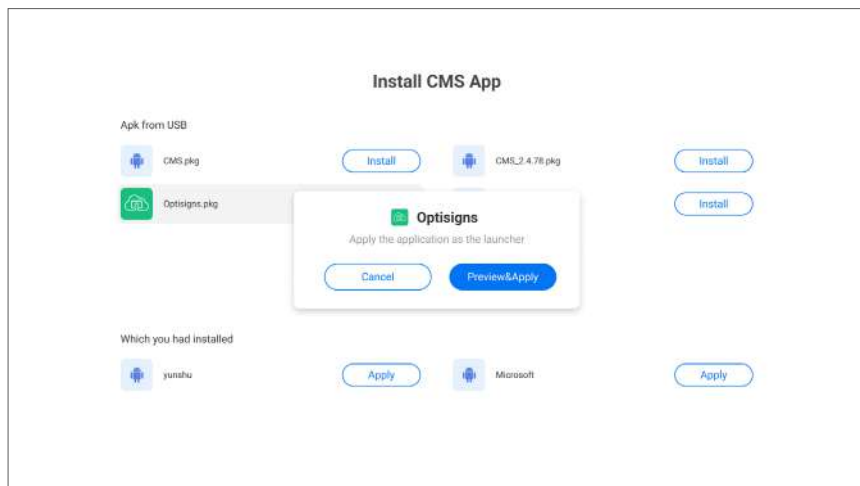 Install CMS App
Apk from USB
CMS.pkg
Install
CMS_2.4.78.pkg
Install
Optisigns.pkg
Install
Optisigns
Apply the application as the launcher
Cancel
Preview&Apply
Which you had installed
yunshu
Apply
Microsoft
Apply